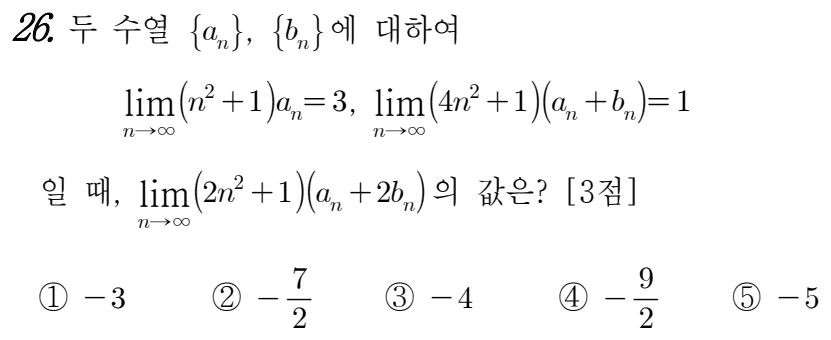 26. 두 수열 {aₙ}, {bₙ}에 대하여
lim_{n→∞}(n²+1)aₙ=3, lim_{n→∞}(4n²+1)(aₙ+bₙ)=1
일 때, lim_{n→∞}(2n²+1)(aₙ+2bₙ)의 값은? [3점]
① −3 ② −7/2 ③ −4 ④ −9/2 ⑤ −5